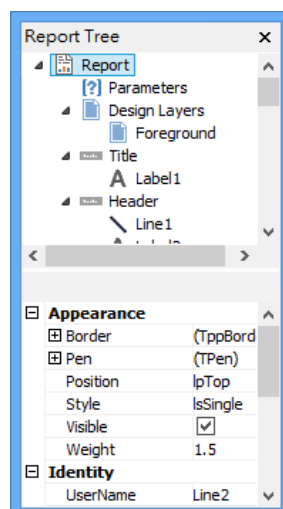 Report Tree
Report
[?] Parameters
Design Layers
Foreground
Title
A Label1
Header
Line1
Appearance
Border (TppBord
Pen (TPen)
Position lpTop
Style lsSingle
Visible
Weight 1.5
Identity
UserName Line2